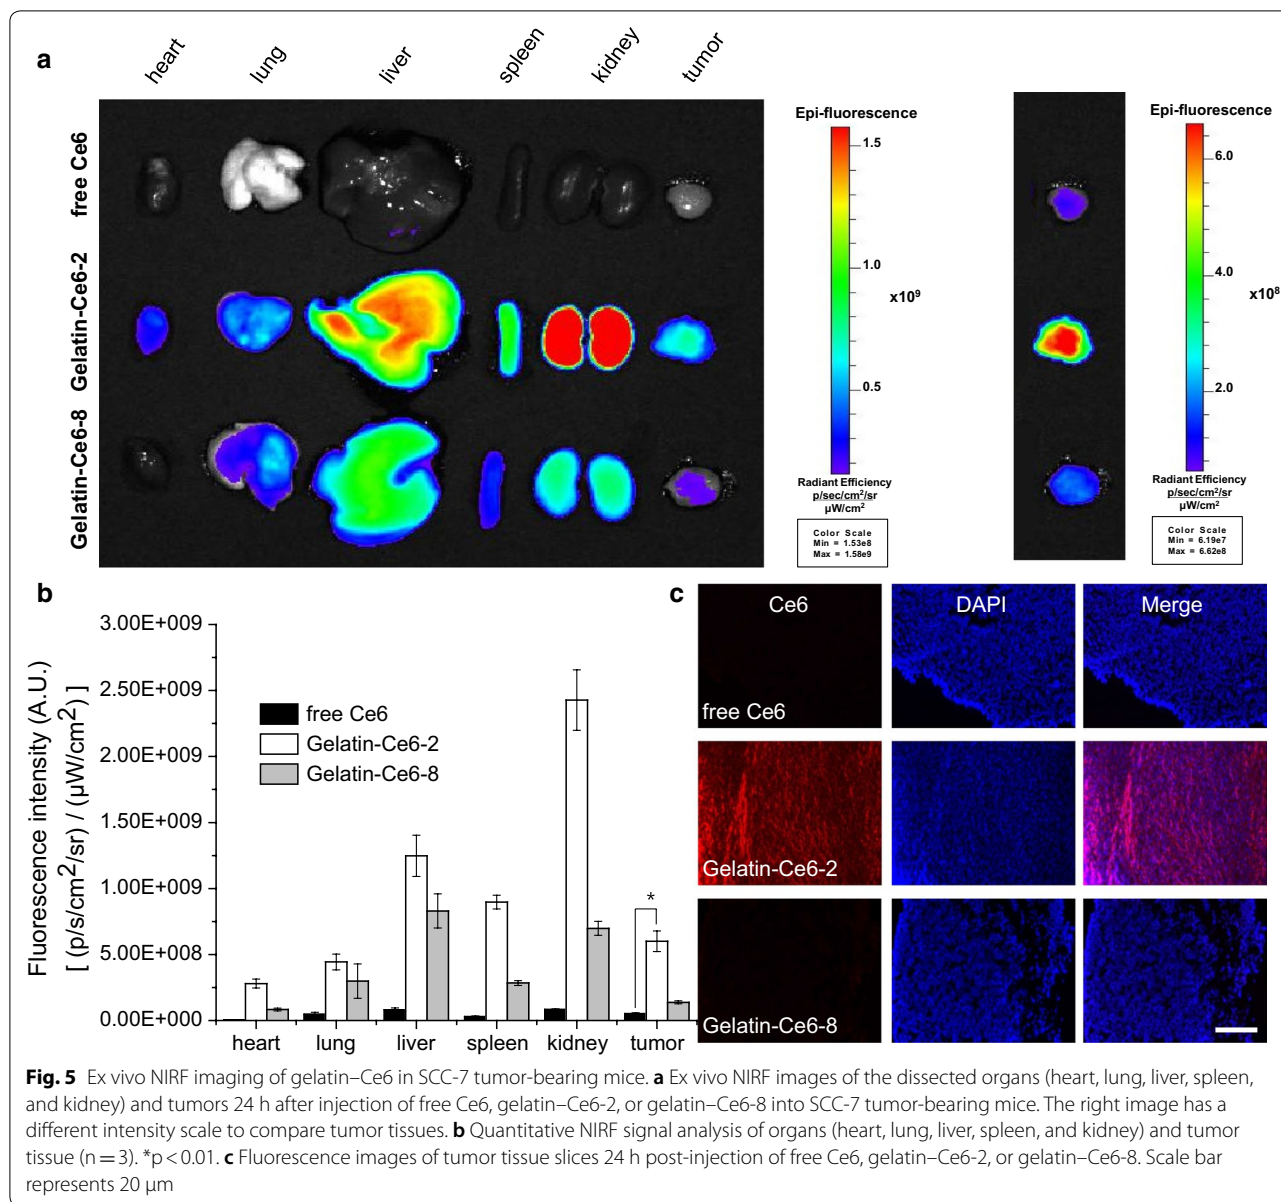 a
heart
lung
liver
spleen
kidney
tumor
free Ce6
Gelatin-Ce6-2
Gelatin-Ce6-8
Epi-fluorescence
1.5
1.0
0.5
x10⁹
Radiant Efficiency
p/sec/cm²/sr
µW/cm²
Color Scale
Min = 1.53e8
Max = 1.58e9
Epi-fluorescence
6.0
4.0
2.0
x10⁸
Radiant Efficiency
p/sec/cm²/sr
µW/cm²
Color Scale
Min = 6.19e7
Max = 6.62e8
b
Fluorescence intensity (A.U.)
[ (p/s/cm²/sr) / (µW/cm²) ]
3.00E+009
2.50E+009
2.00E+009
1.50E+009
1.00E+009
5.00E+008
0.00E+000
free Ce6
Gelatin-Ce6-2
Gelatin-Ce6-8
*
heart lung liver spleen kidney tumor
c
Ce6 DAPI Merge
free Ce6
Gelatin-Ce6-2
Gelatin-Ce6-8
Fig. 5 Ex vivo NIRF imaging of gelatin–Ce6 in SCC-7 tumor-bearing mice. a Ex vivo NIRF images of the dissected organs (heart, lung, liver, spleen,
and kidney) and tumors 24 h after injection of free Ce6, gelatin–Ce6-2, or gelatin–Ce6-8 into SCC-7 tumor-bearing mice. The right image has a
different intensity scale to compare tumor tissues. b Quantitative NIRF signal analysis of organs (heart, lung, liver, spleen, and kidney) and tumor
tissue (n = 3). *p < 0.01. c Fluorescence images of tumor tissue slices 24 h post-injection of free Ce6, gelatin–Ce6-2, or gelatin–Ce6-8. Scale bar
represents 20 µm